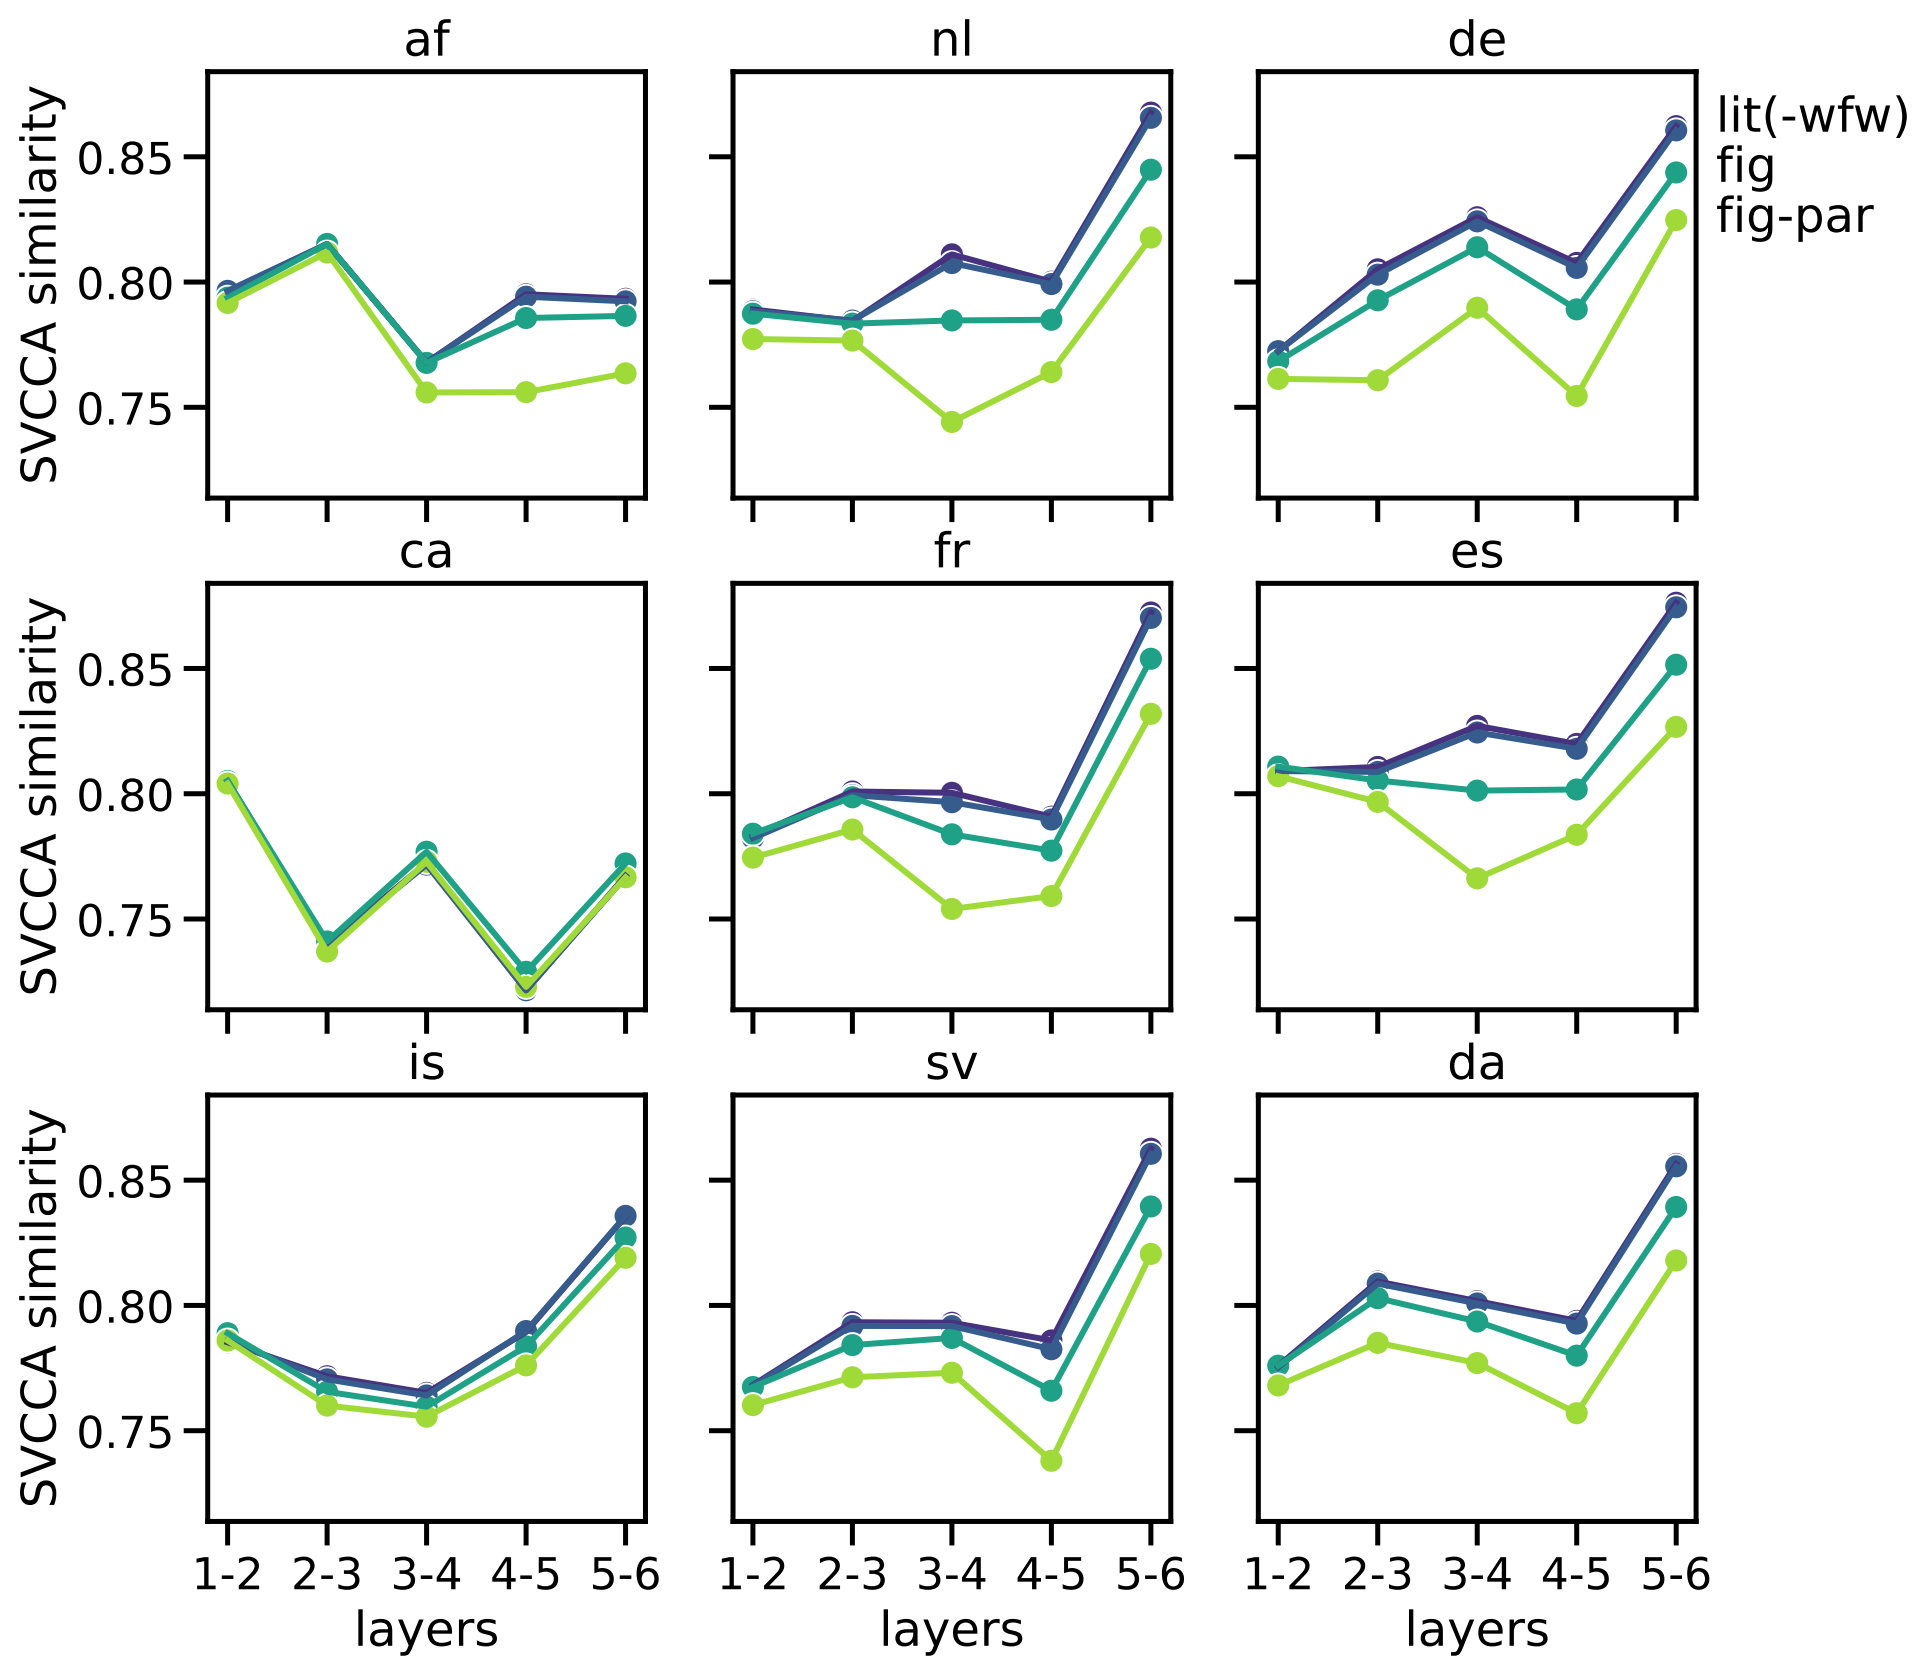 af
nl
de
SVCCA similarity
0.85
0.80
0.75
lit(-wfw)
fig
fig-par
ca
fr
es
SVCCA similarity
0.85
0.80
0.75
is
sv
da
SVCCA similarity
0.85
0.80
0.75
1-2 2-3 3-4 4-5 5-6
1-2 2-3 3-4 4-5 5-6
1-2 2-3 3-4 4-5 5-6
layers
layers
layers